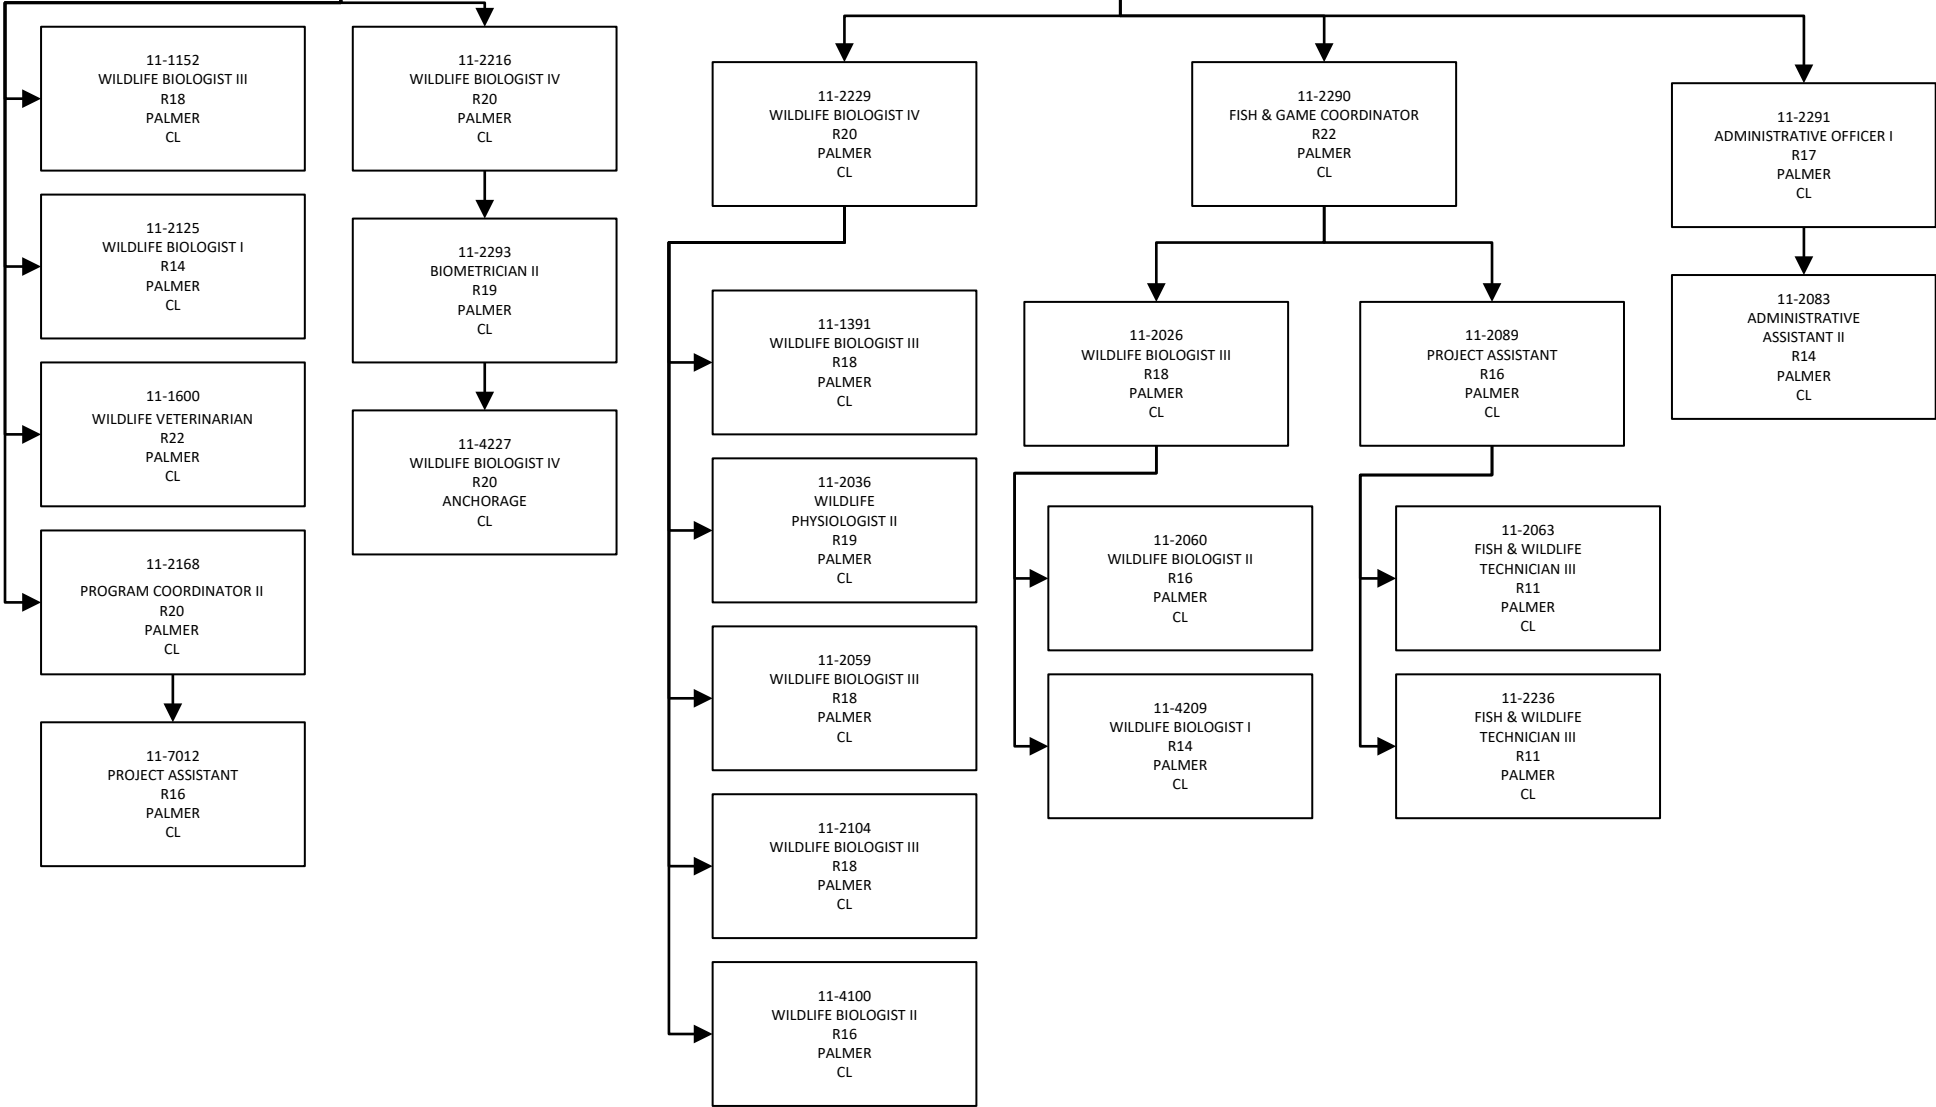 11-1152
WILDLIFE BIOLOGIST III
R18
PALMER
CL
11-2125
WILDLIFE BIOLOGIST I
R14
PALMER
CL
11-1600
WILDLIFE VETERINARIAN
R22
PALMER
CL
11-2168
PROGRAM COORDINATOR II
R20
PALMER
CL
11-7012
PROJECT ASSISTANT
R16
PALMER
CL
11-2216
WILDLIFE BIOLOGIST IV
R20
PALMER
CL
11-2293
BIOMETRICIAN II
R19
PALMER
CL
11-4227
WILDLIFE BIOLOGIST IV
R20
ANCHORAGE
CL
11-2229
WILDLIFE BIOLOGIST IV
R20
PALMER
CL
11-1391
WILDLIFE BIOLOGIST III
R18
PALMER
CL
11-2036
WILDLIFE
PHYSIOLOGIST II
R19
PALMER
CL
11-2059
WILDLIFE BIOLOGIST III
R18
PALMER
CL
11-2104
WILDLIFE BIOLOGIST III
R18
PALMER
CL
11-4100
WILDLIFE BIOLOGIST II
R16
PALMER
CL
11-2290
FISH & GAME COORDINATOR
R22
PALMER
CL
11-2026
WILDLIFE BIOLOGIST III
R18
PALMER
CL
11-2060
WILDLIFE BIOLOGIST II
R16
PALMER
CL
11-4209
WILDLIFE BIOLOGIST I
R14
PALMER
CL
11-2089
PROJECT ASSISTANT
R16
PALMER
CL
11-2063
FISH & WILDLIFE
TECHNICIAN III
R11
PALMER
CL
11-2236
FISH & WILDLIFE
TECHNICIAN III
R11
PALMER
CL
11-2291
ADMINISTRATIVE OFFICER I
R17
PALMER
CL
11-2083
ADMINISTRATIVE
ASSISTANT II
R14
PALMER
CL